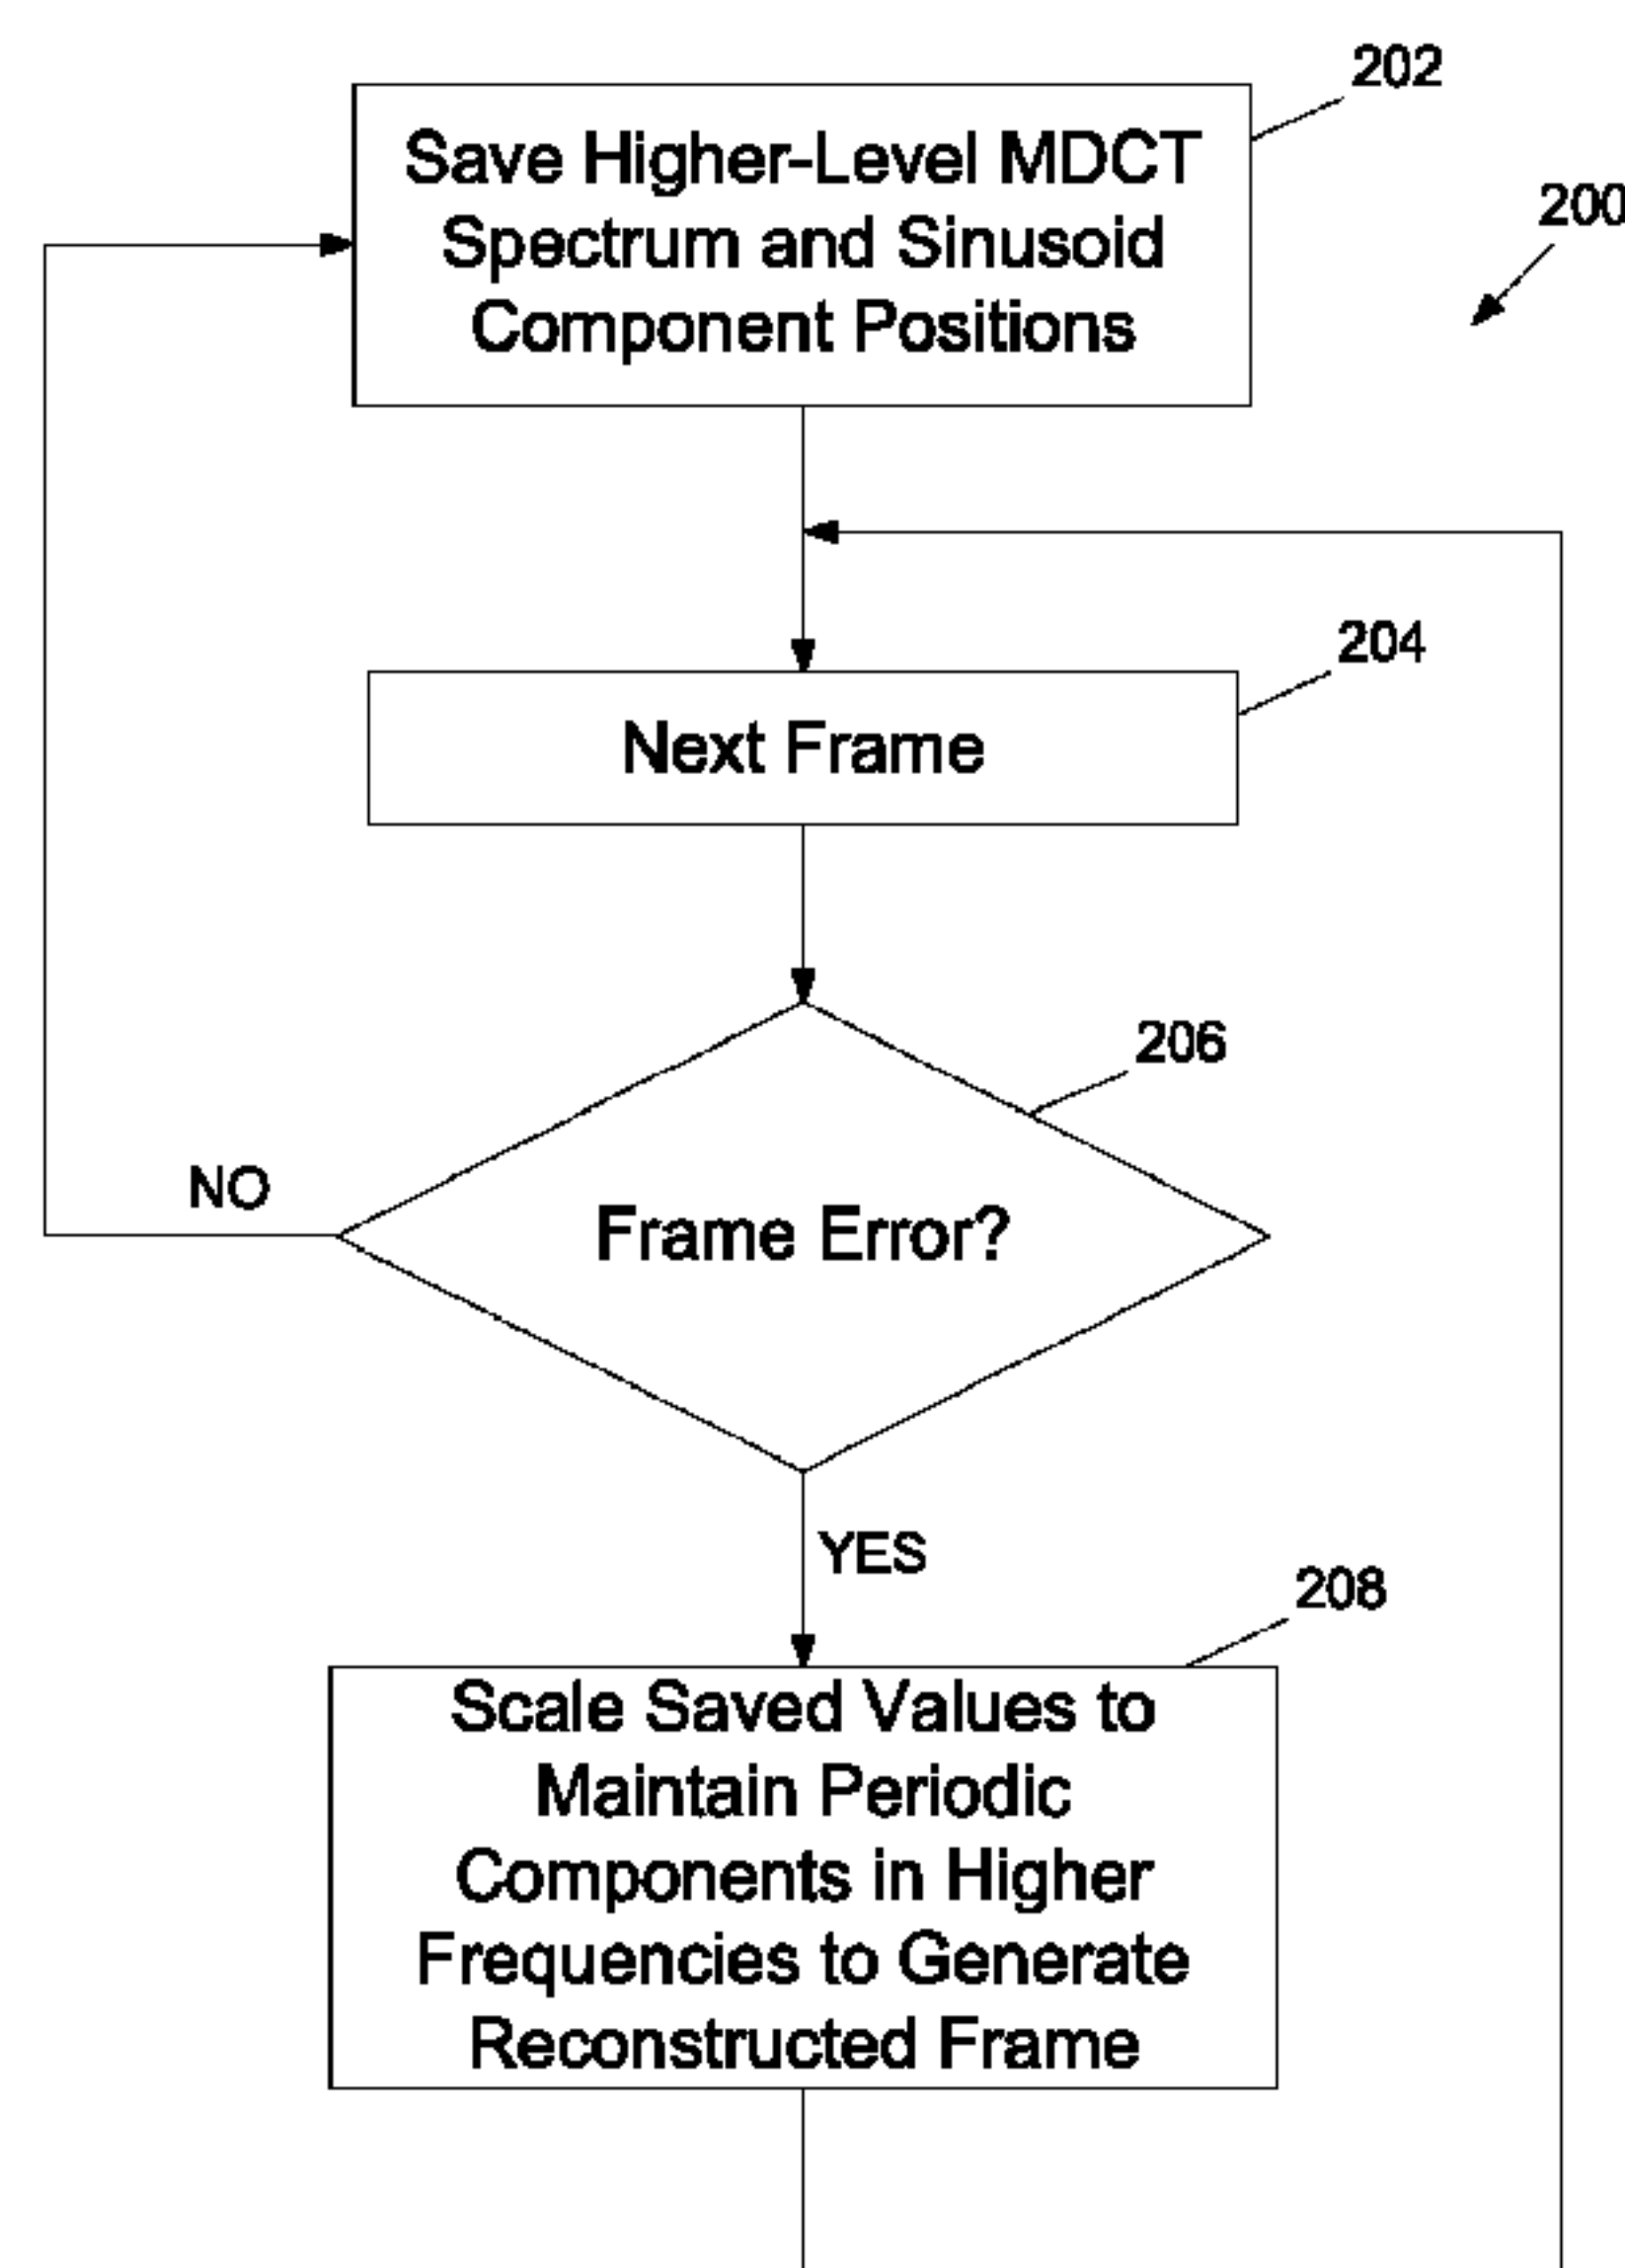 202
Save Higher-Level MDCT
Spectrum and Sinusoid
Component Positions
200
204
Next Frame
206
NO
Frame Error?
YES
208
Scale Saved Values to
Maintain Periodic
Components in Higher
Frequencies to Generate
Reconstructed Frame